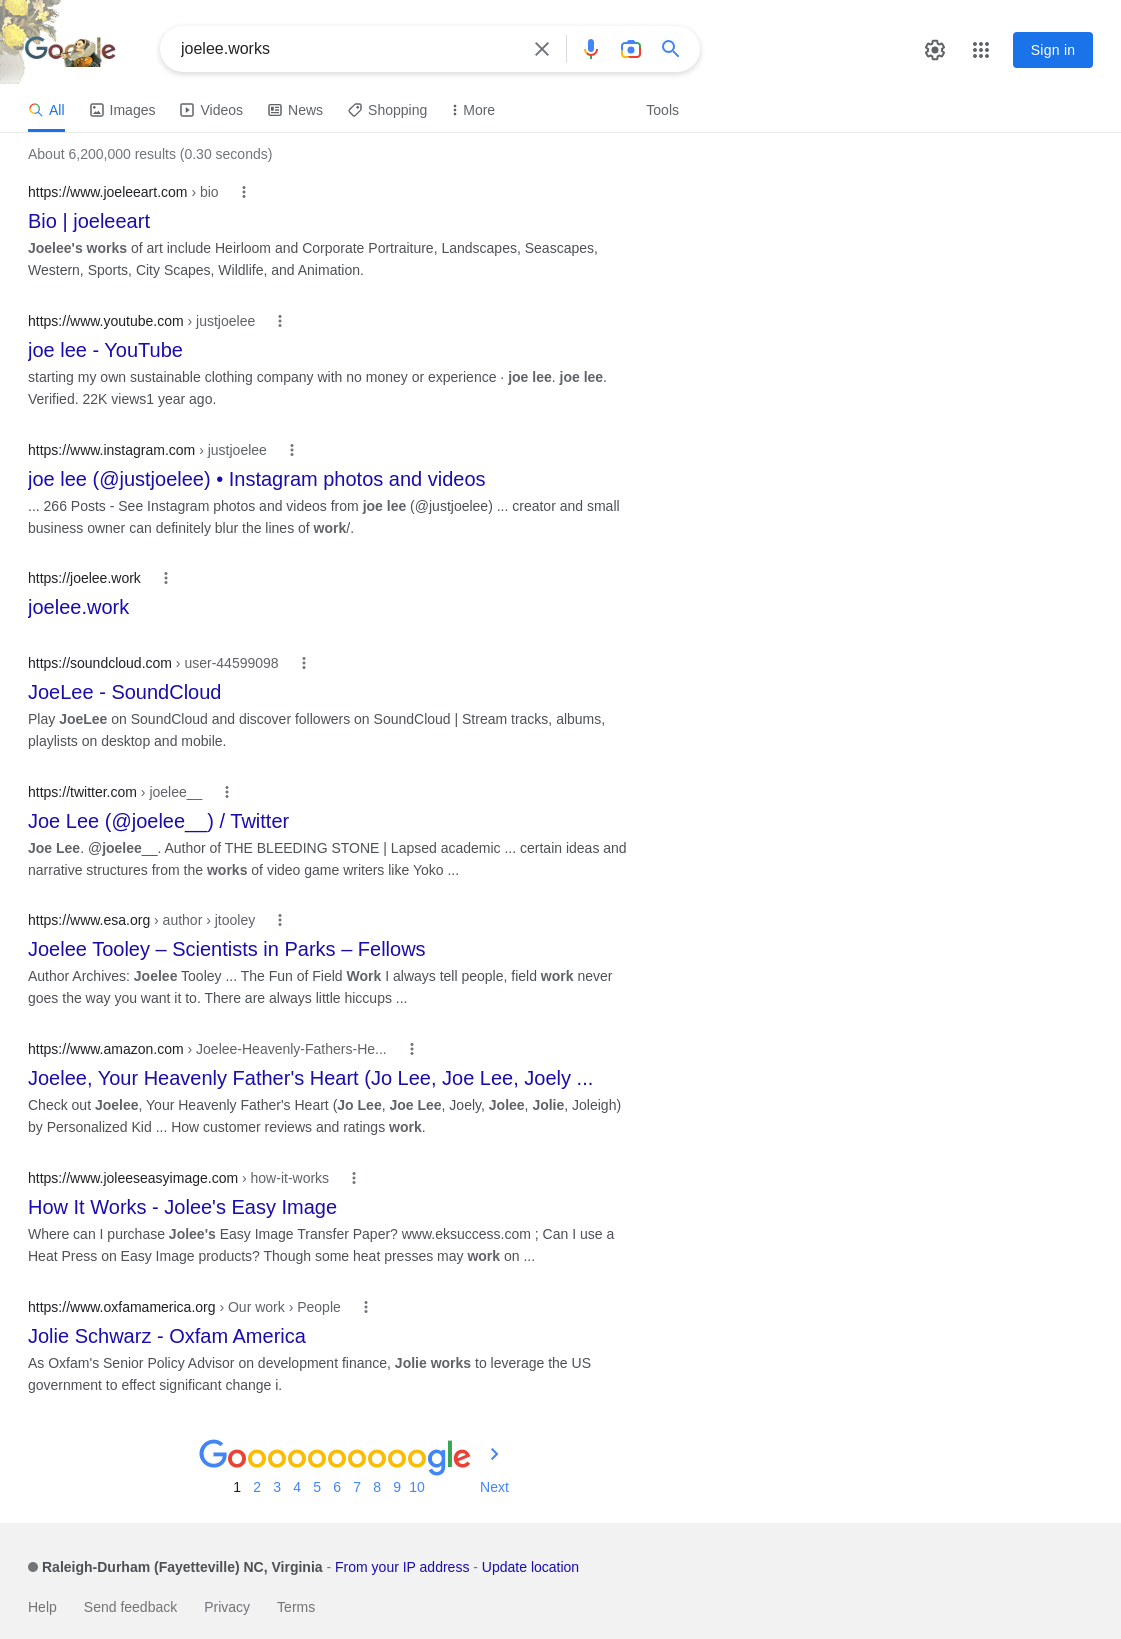 Google
joelee.works
Sign in
All Images Videos News Shopping More Tools
About 6,200,000 results (0.30 seconds)
https://www.joeleeart.com › bio
Bio | joeleeart
Joelee's works of art include Heirloom and Corporate Portraiture, Landscapes, Seascapes,
Western, Sports, City Scapes, Wildlife, and Animation.
https://www.youtube.com › justjoelee
joe lee - YouTube
starting my own sustainable clothing company with no money or experience · joe lee. joe lee.
Verified. 22K views1 year ago.
https://www.instagram.com › justjoelee
joe lee (@justjoelee) • Instagram photos and videos
... 266 Posts - See Instagram photos and videos from joe lee (@justjoelee) ... creator and small
business owner can definitely blur the lines of work/.
https://joelee.work
joelee.work
https://soundcloud.com › user-44599098
JoeLee - SoundCloud
Play JoeLee on SoundCloud and discover followers on SoundCloud | Stream tracks, albums,
playlists on desktop and mobile.
https://twitter.com › joelee__
Joe Lee (@joelee__) / Twitter
Joe Lee. @joelee__. Author of THE BLEEDING STONE | Lapsed academic ... certain ideas and
narrative structures from the works of video game writers like Yoko ...
https://www.esa.org › author › jtooley
Joelee Tooley – Scientists in Parks – Fellows
Author Archives: Joelee Tooley ... The Fun of Field Work I always tell people, field work never
goes the way you want it to. There are always little hiccups ...
https://www.amazon.com › Joelee-Heavenly-Fathers-He...
Joelee, Your Heavenly Father's Heart (Jo Lee, Joe Lee, Joely ...
Check out Joelee, Your Heavenly Father's Heart (Jo Lee, Joe Lee, Joely, Jolee, Jolie, Joleigh)
by Personalized Kid ... How customer reviews and ratings work.
https://www.joleeseasyimage.com › how-it-works
How It Works - Jolee's Easy Image
Where can I purchase Jolee's Easy Image Transfer Paper? www.eksuccess.com ; Can I use a
Heat Press on Easy Image products? Though some heat presses may work on ...
https://www.oxfamamerica.org › Our work › People
Jolie Schwarz - Oxfam America
As Oxfam's Senior Policy Advisor on development finance, Jolie works to leverage the US
government to effect significant change i.
Goooooooooogle
1 2 3 4 5 6 7 8 9 10 Next
Raleigh-Durham (Fayetteville) NC, Virginia - From your IP address - Update location
Help Send feedback Privacy Terms